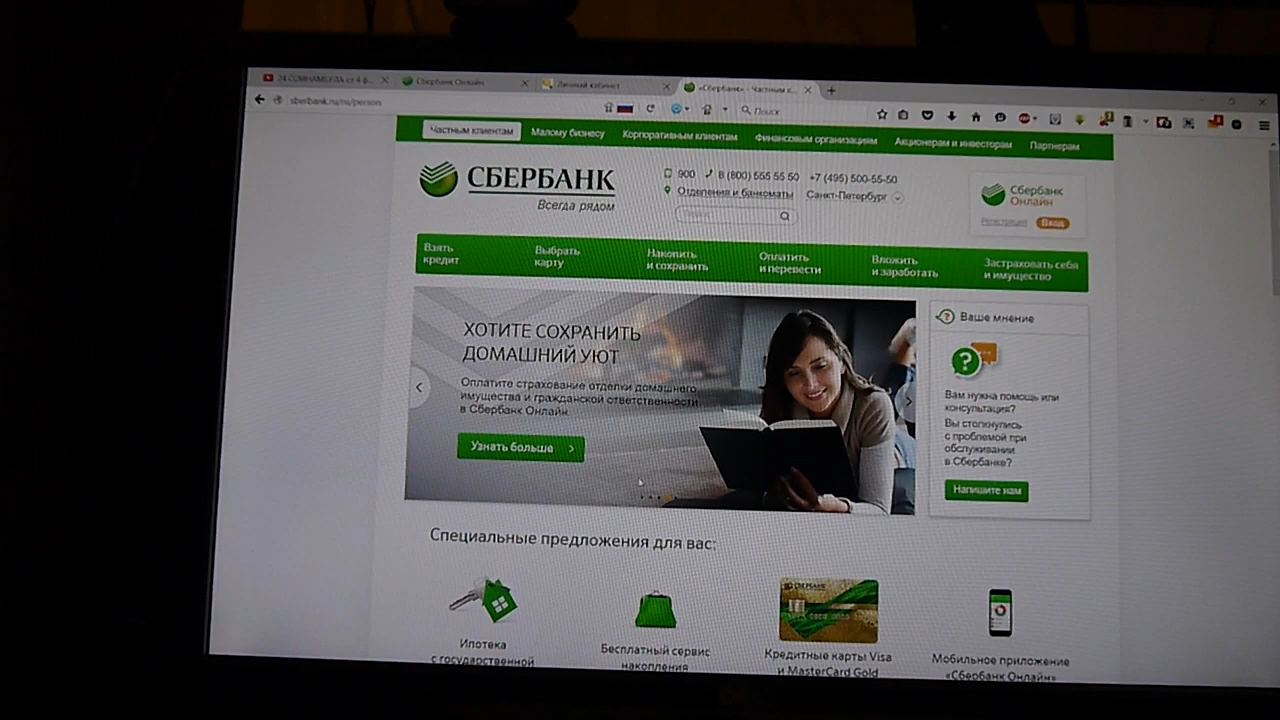 Сбербанк Онлайн
Личный кабинет
«Сбербанк» - Частным к...
sberbank.ru/ru/person
Поиск
Частным клиентам
Малому бизнесу
Корпоративным клиентам
Финансовым организациям
Акционерам и инвесторам
Партнерам
СБЕРБАНК
Всегда рядом
900 8 (800) 555 55 50 +7 (495) 500-55-50
Отделения и банкоматы Санкт-Петербург
Поиск
Сбербанк
Онлайн
Регистрация Вход
Взять
кредит
Выбрать
карту
Накопить
и сохранить
Оплатить
и перевести
Вложить
и заработать
Застраховать себя
и имущество
ХОТИТЕ СОХРАНИТЬ
ДОМАШНИЙ УЮТ
Оплатите страхование отделки домашнего
имущества и гражданской ответственности
в Сбербанк Онлайн.
Узнать больше
Ваше мнение
Вам нужна помощь или
консультация?
Вы столкнулись
с проблемой при
обслуживании
в Сбербанке?
Напишите нам
Специальные предложения для вас:
Ипотека
с государственной
Бесплатный сервис
накопления
СБЕРБАНК
Кредитные карты Visa
и MasterCard Gold
Мобильное приложение
«Сбербанк Онлайн»